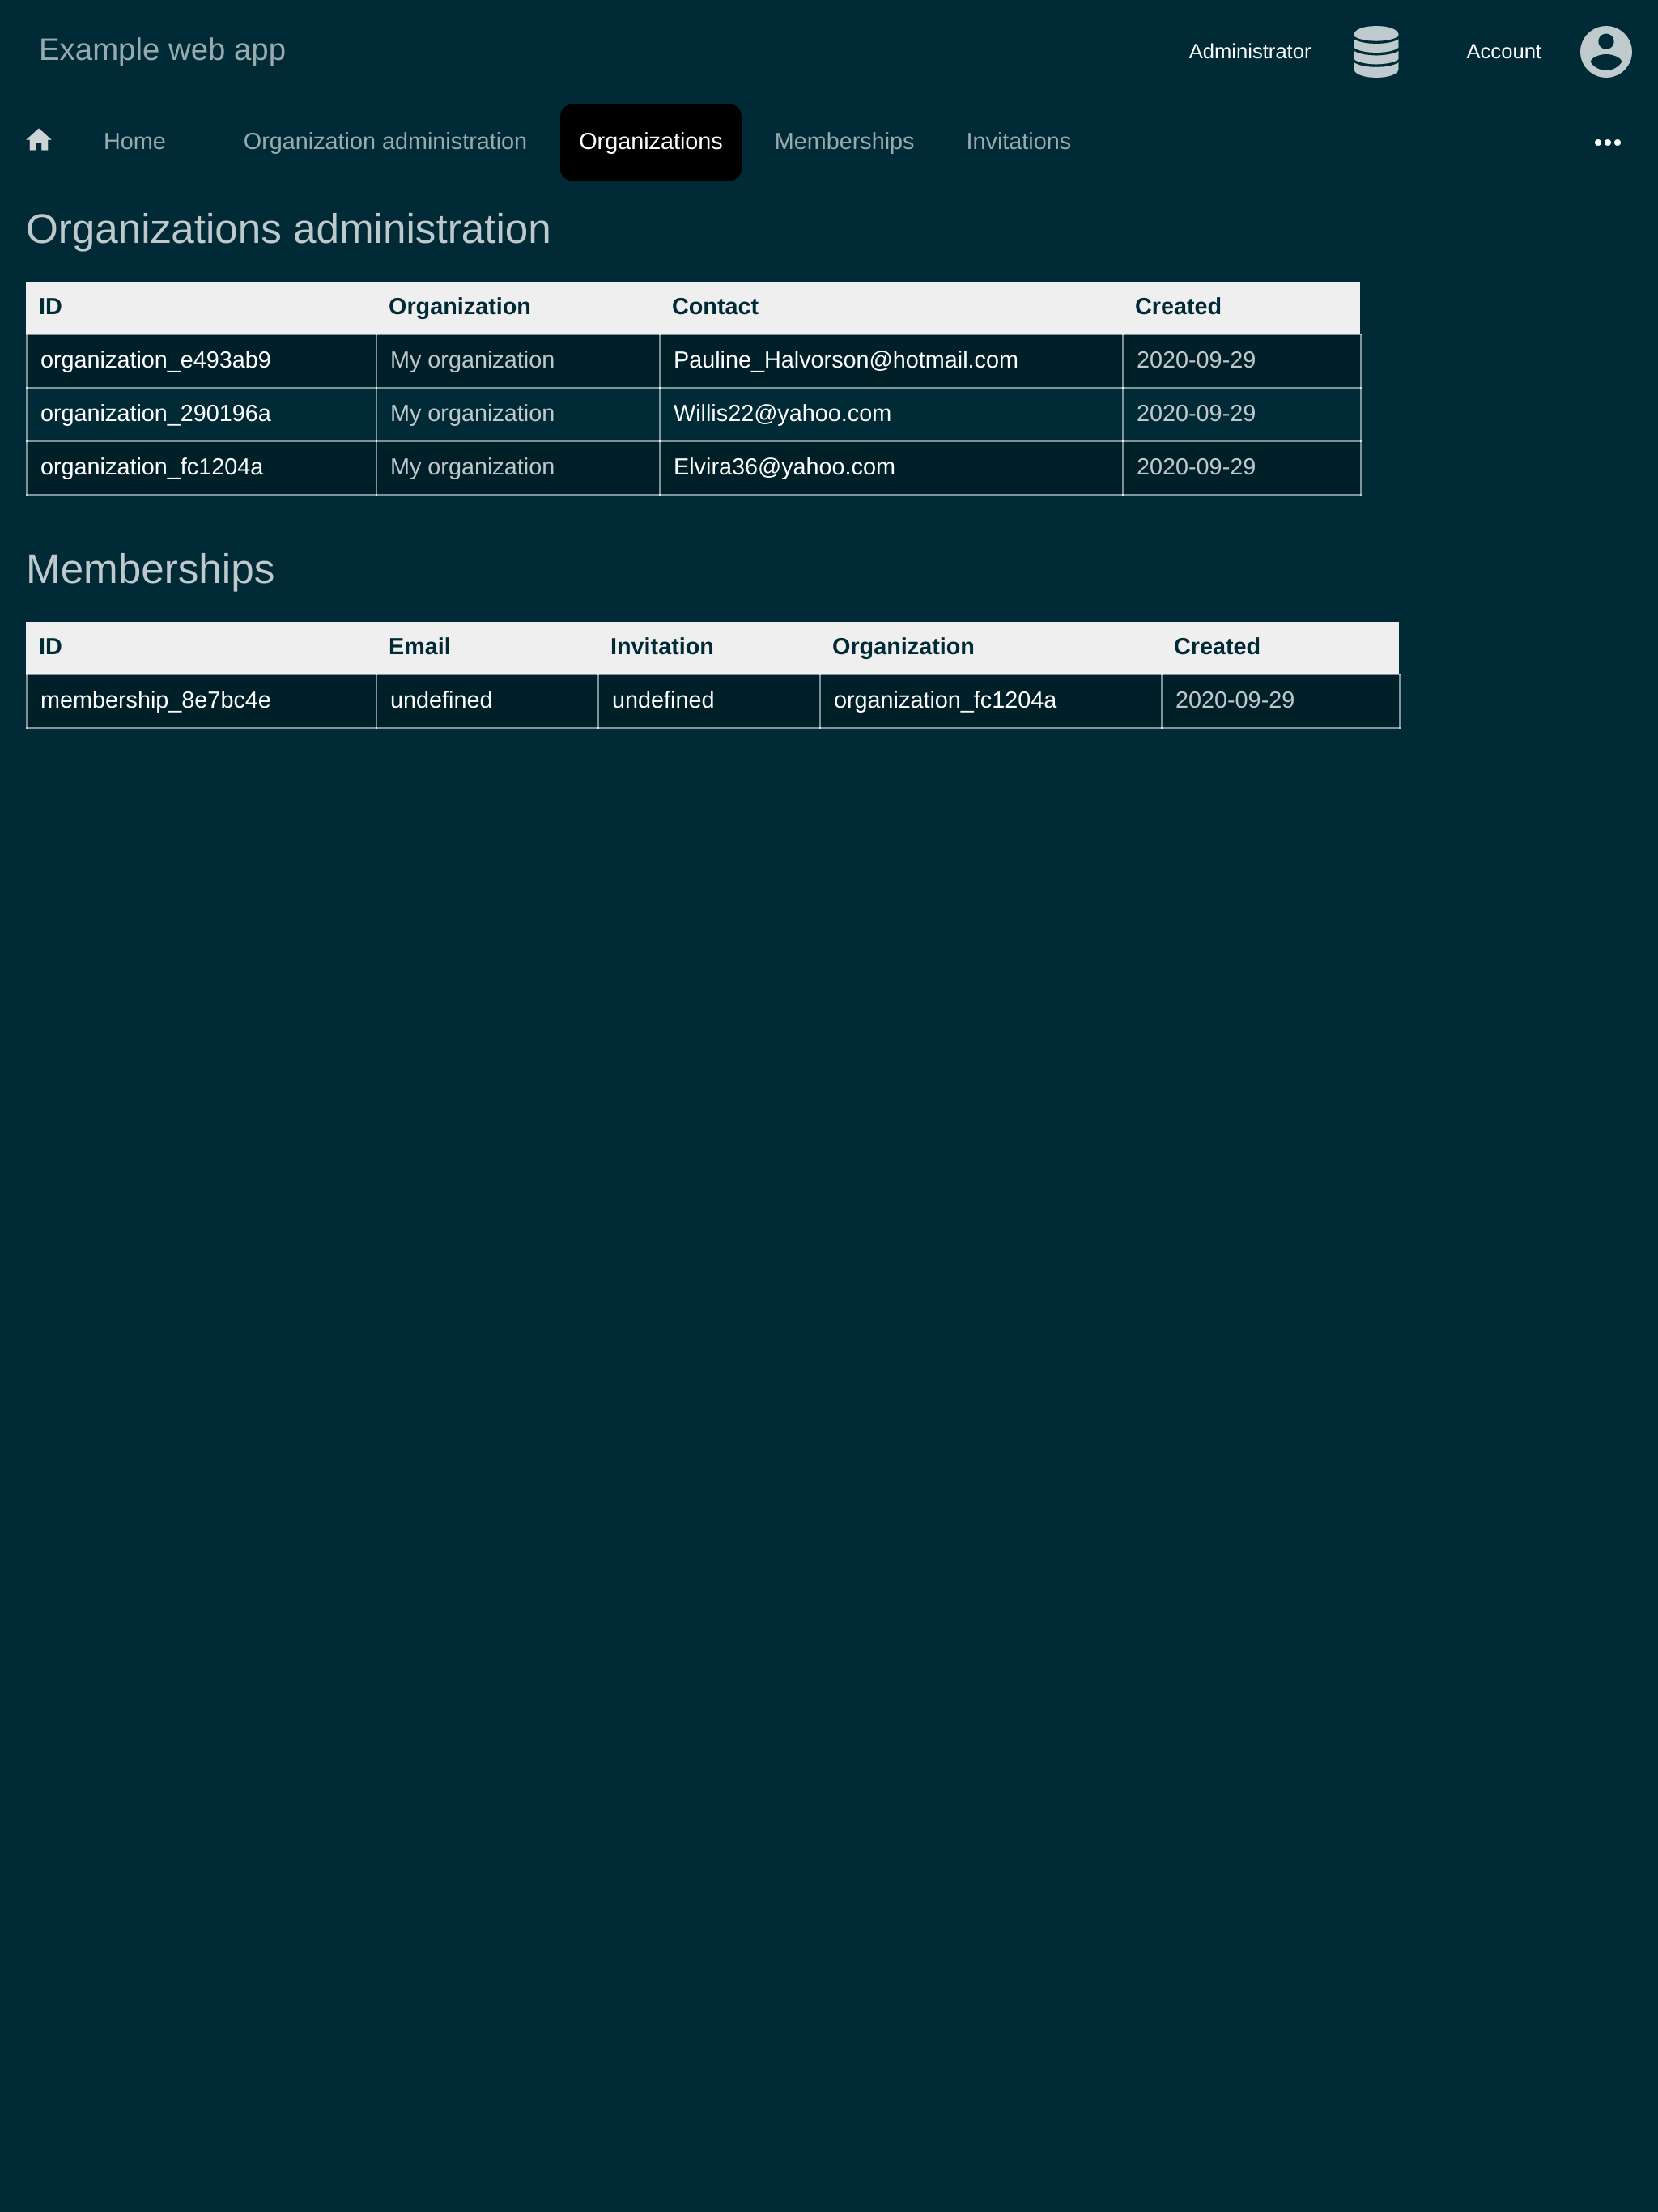 Example web app
Administrator
Account
Home
Organization administration
Organizations
Memberships
Invitations
Organizations administration
ID Organization Contact Created
organization_e493ab9 My organization Pauline_Halvorson@hotmail.com 2020-09-29
organization_290196a My organization Willis22@yahoo.com 2020-09-29
organization_fc1204a My organization Elvira36@yahoo.com 2020-09-29
Memberships
ID Email Invitation Organization Created
membership_8e7bc4e undefined undefined organization_fc1204a 2020-09-29